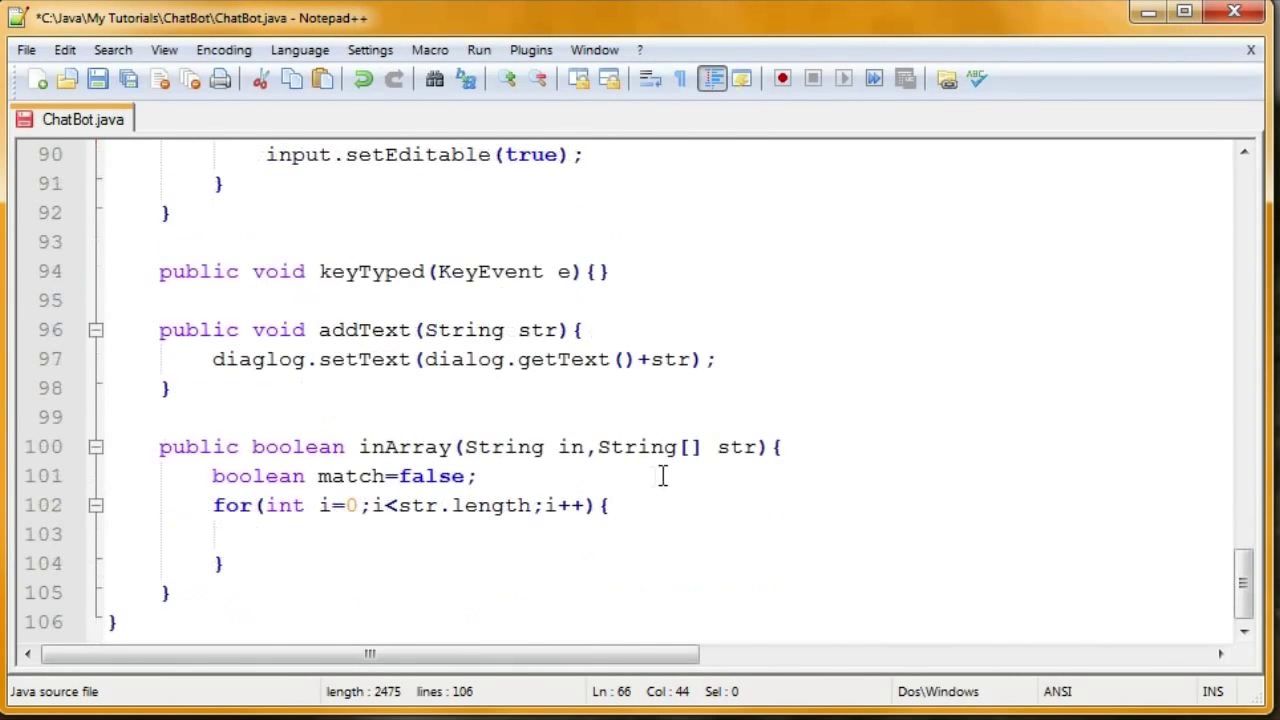 *C:\Java\My Tutorials\ChatBot\ChatBot.java - Notepad++
File Edit Search View Encoding Language Settings Macro Run Plugins Window ? X
ABC
ChatBot.java
90 input.setEditable(true);
91 }
92 }
93
94 public void keyTyped(KeyEvent e){}
95
96 public void addText(String str){
97 diaglog.setText(dialog.getText()+str);
98 }
99
100 public boolean inArray(String in,String[] str){
101 boolean match=false;
102 for(int i=0;i<str.length;i++){
103
104 }
105 }
106 }
Java source file length : 2475 lines : 106 Ln : 66 Col : 44 Sel : 0 Dos\Windows ANSI INS